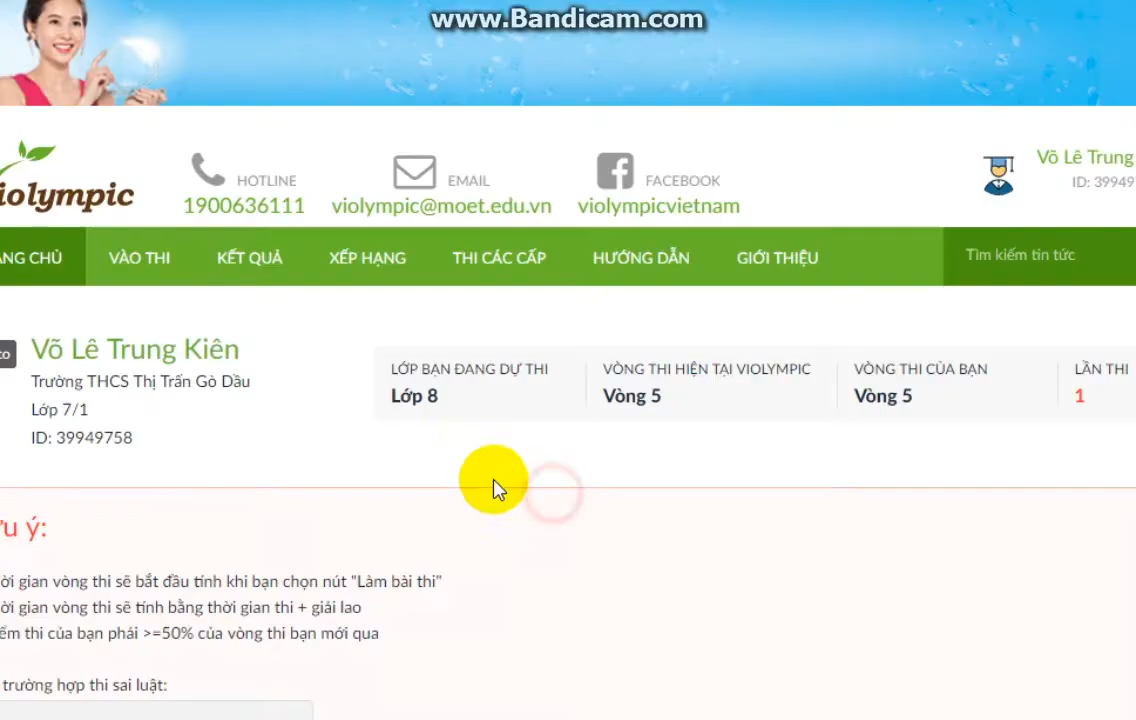 www.Bandicam.com
iolympic
HOTLINE
1900636111
EMAIL
violympic@moet.edu.vn
FACEBOOK
violympicvietnam
Võ Lê Trung
ID: 39949
ANG CHỦ
VÀO THI
KẾT QUẢ
XẾP HẠNG
THI CÁC CẤP
HƯỚNG DẪN
GIỚI THIỆU
Tìm kiếm tin tức
to
Võ Lê Trung Kiên
Trường THCS Thị Trấn Gò Dầu
Lớp 7/1
ID: 39949758
LỚP BẠN ĐANG DỰ THI
Lớp 8
VÒNG THI HIỆN TẠI VIOLYMPIC
Vòng 5
VÒNG THI CỦA BẠN
Vòng 5
LẦN THI
1
ưu ý:
ời gian vòng thi sẽ bắt đầu tính khi bạn chọn nút "Làm bài thi"
ời gian vòng thi sẽ tính bằng thời gian thi + giải lao
ểm thi của bạn phải >=50% của vòng thi bạn mới qua
trường hợp thi sai luật: